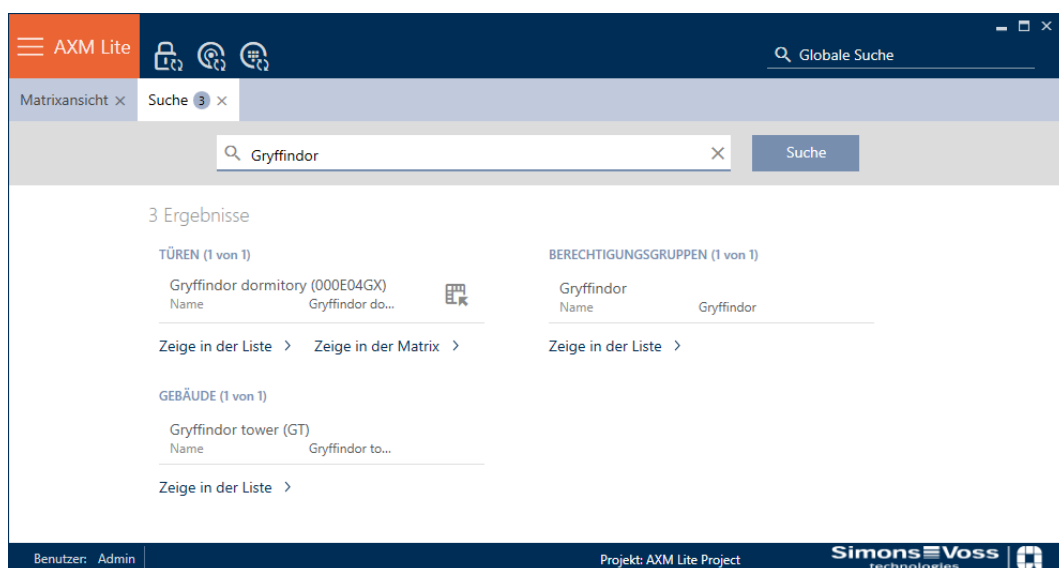 AXM Lite
Globale Suche
Matrixansicht
Suche 3
Gryffindor
Suche
3 Ergebnisse
TÜREN (1 von 1)
Gryffindor dormitory (000E04GX)
Name Gryffindor do...
Zeige in der Liste
Zeige in der Matrix
BERECHTIGUNGSGRUPPEN (1 von 1)
Gryffindor
Name Gryffindor
Zeige in der Liste
GEBÄUDE (1 von 1)
Gryffindor tower (GT)
Name Gryffindor to...
Zeige in der Liste
Benutzer: Admin
Projekt: AXM Lite Project
Simons Voss
technologies